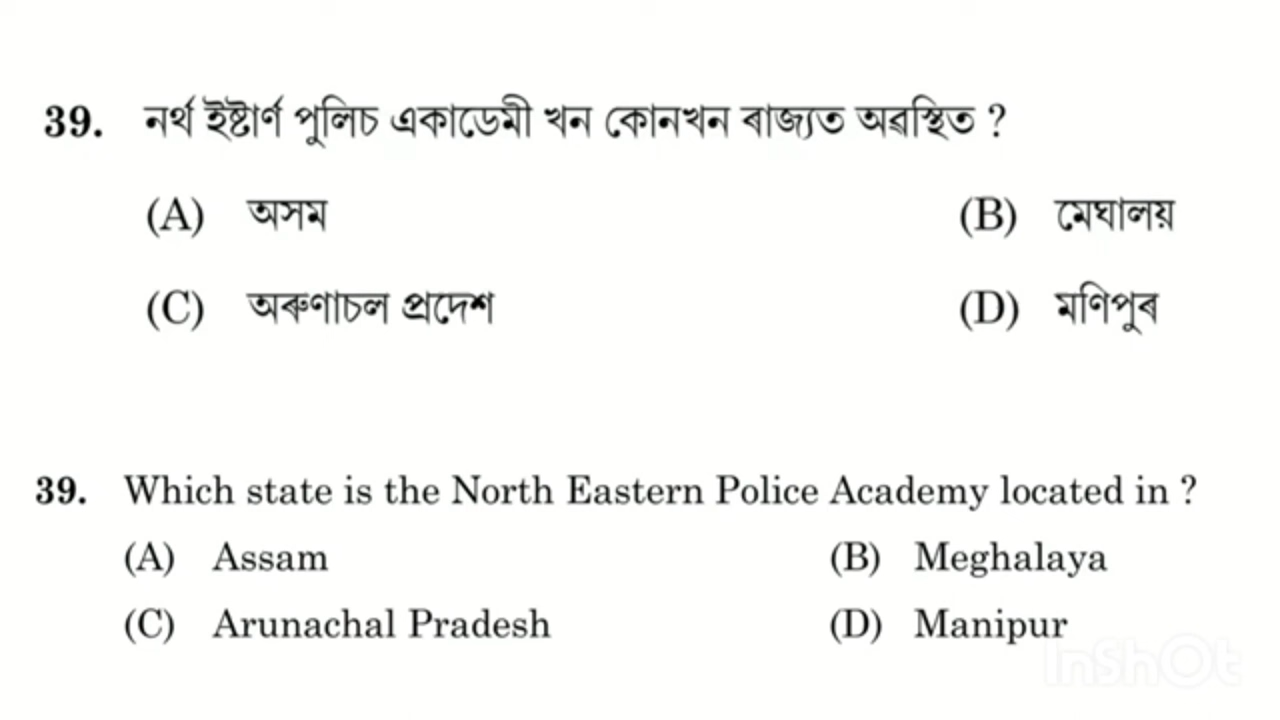 39. নৰ্থ ইষ্টাৰ্ণ পুলিচ একাডেমী খন কোনখন ৰাজ্যত অৱস্থিত ?
(A) অসম (B) মেঘালয়
(C) অৰুণাচল প্ৰদেশ (D) মণিপুৰ
39. Which state is the North Eastern Police Academy located in ?
(A) Assam (B) Meghalaya
(C) Arunachal Pradesh (D) Manipur
InShOt